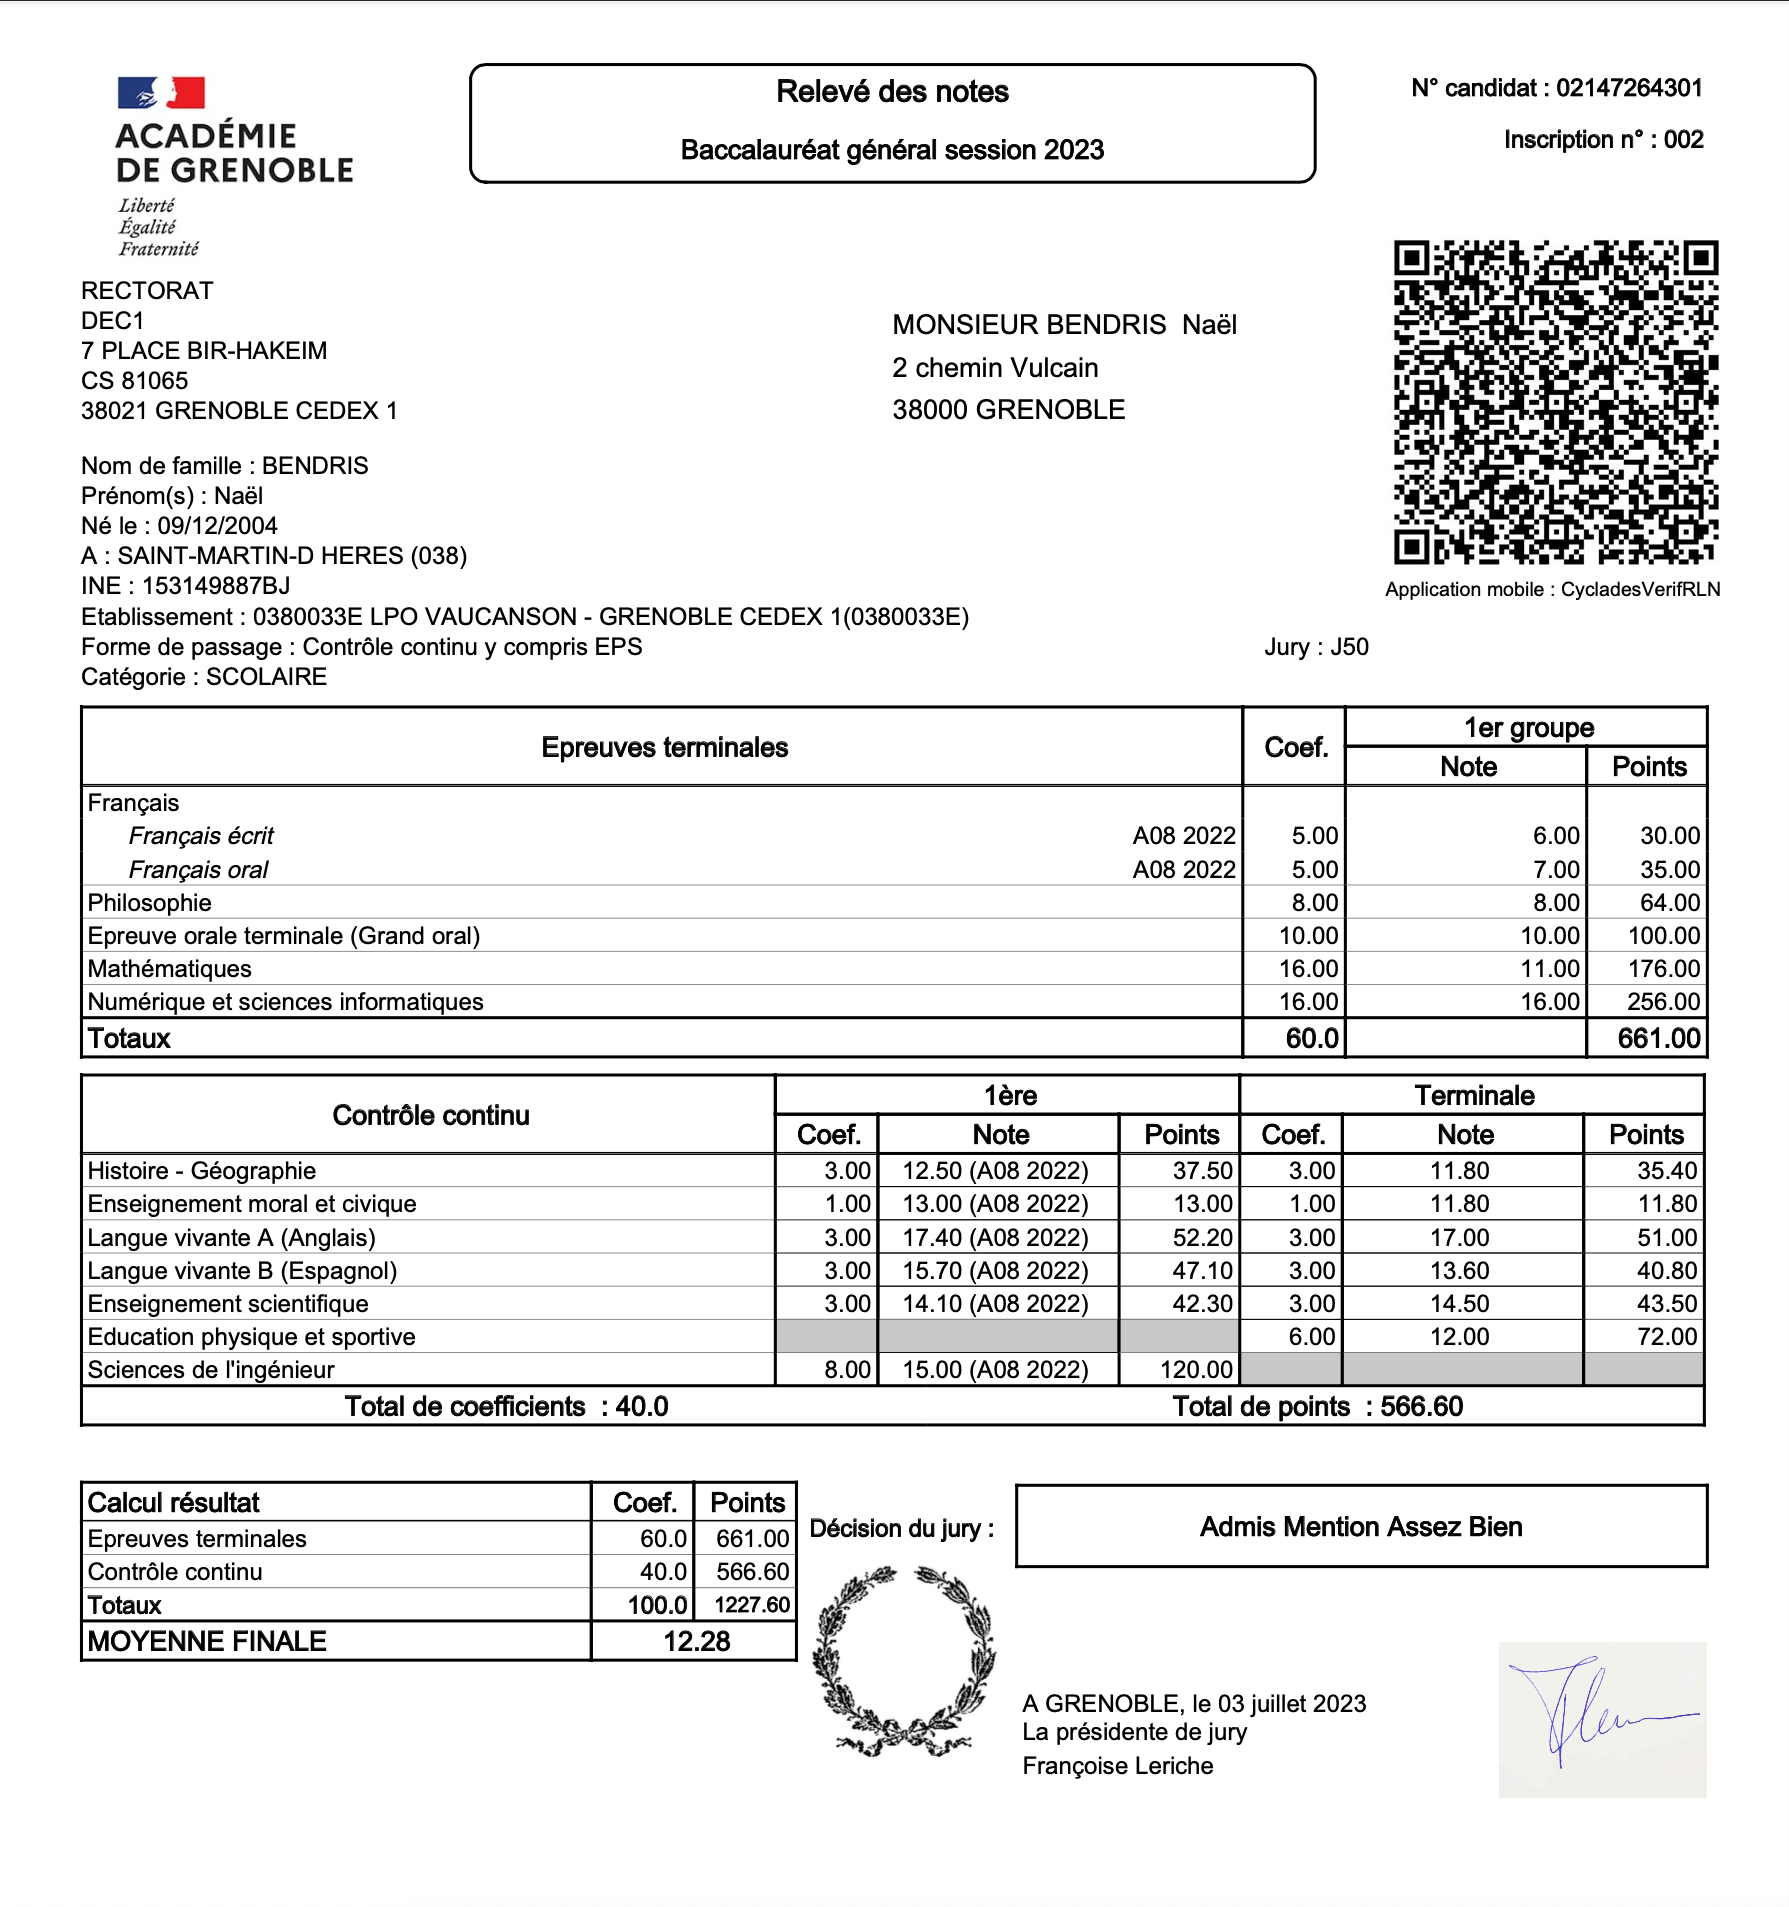 ACADÉMIE
DE GRENOBLE
Liberté
Égalité
Fraternité
Relevé des notes
Baccalauréat général session 2023
N° candidat : 02147264301
Inscription n° : 002
RECTORAT
DEC1
7 PLACE BIR-HAKEIM
CS 81065
38021 GRENOBLE CEDEX 1
MONSIEUR BENDRIS Naël
2 chemin Vulcain
38000 GRENOBLE
Application mobile : CycladesVerifRLN
Nom de famille : BENDRIS
Prénom(s) : Naël
Né le : 09/12/2004
A : SAINT-MARTIN-D HERES (038)
INE : 153149887BJ
Etablissement : 0380033E LPO VAUCANSON - GRENOBLE CEDEX 1(0380033E)
Forme de passage : Contrôle continu y compris EPS Jury : J50
Catégorie : SCOLAIRE
Epreuves terminales Coef. 1er groupe
Note Points
Français
Français écrit A08 2022 5.00 6.00 30.00
Français oral A08 2022 5.00 7.00 35.00
Philosophie 8.00 8.00 64.00
Epreuve orale terminale (Grand oral) 10.00 10.00 100.00
Mathématiques 16.00 11.00 176.00
Numérique et sciences informatiques 16.00 16.00 256.00
Totaux 60.0 661.00
Contrôle continu 1ère Terminale
Coef. Note Points Coef. Note Points
Histoire - Géographie 3.00 12.50 (A08 2022) 37.50 3.00 11.80 35.40
Enseignement moral et civique 1.00 13.00 (A08 2022) 13.00 1.00 11.80 11.80
Langue vivante A (Anglais) 3.00 17.40 (A08 2022) 52.20 3.00 17.00 51.00
Langue vivante B (Espagnol) 3.00 15.70 (A08 2022) 47.10 3.00 13.60 40.80
Enseignement scientifique 3.00 14.10 (A08 2022) 42.30 3.00 14.50 43.50
Education physique et sportive 6.00 12.00 72.00
Sciences de l'ingénieur 8.00 15.00 (A08 2022) 120.00
Total de coefficients : 40.0 Total de points : 566.60
Calcul résultat Coef. Points
Epreuves terminales 60.0 661.00
Contrôle continu 40.0 566.60
Totaux 100.0 1227.60
MOYENNE FINALE 12.28
Décision du jury : Admis Mention Assez Bien
A GRENOBLE, le 03 juillet 2023
La présidente de jury
Françoise Leriche